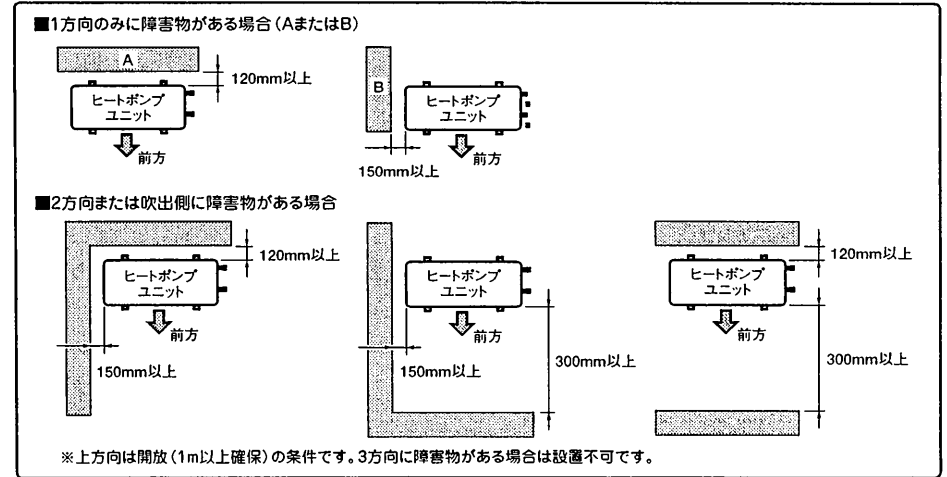 ■1方向のみに障害物がある場合(AまたはB)
A
120mm以上
ヒートポンプ
ユニット
前方
B
ヒートポンプ
ユニット
前方
150mm以上
■2方向または吹出側に障害物がある場合
120mm以上
ヒートポンプ
ユニット
前方
150mm以上
ヒートポンプ
ユニット
前方
150mm以上
300mm以上
120mm以上
ヒートポンプ
ユニット
前方
300mm以上
※上方向は開放(1m以上確保)の条件です。3方向に障害物がある場合は設置不可です。